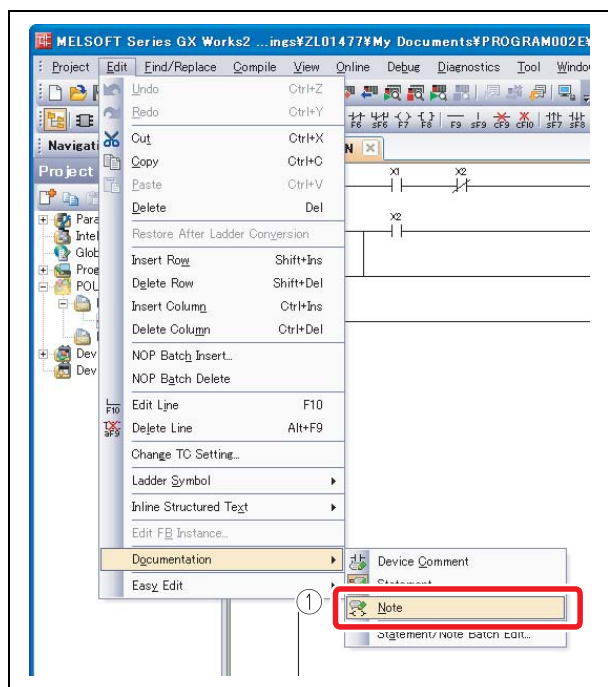 MELSOFT Series GX Works2 ...ings¥ZL01477¥My Documents¥PROGRAM002E¥
Project Edit Find/Replace Compile View Online Debug Diagnostics Tool Windo
F6 sF6 F7 F8 F9 sF9 cF9 cF10 sF7 sF8
Navigati
N
Project
Para
Intel
Glob
Prog
POU
Dev
Dev
Undo Ctrl+Z
Redo Ctrl+Y
Cut Ctrl+X
Copy Ctrl+C
Paste Ctrl+V
Delete Del
Restore After Ladder Conversion
Insert Row Shift+Ins
Delete Row Shift+Del
Insert Column Ctrl+Ins
Delete Column Ctrl+Del
NOP Batch Insert...
NOP Batch Delete
F10 Edit Line F10
aF9 Delete Line Alt+F9
Change TC Setting...
Ladder Symbol
Inline Structured Text
Edit FB Instance...
Documentation
Easy Edit
X1 X2
X2
Device Comment
Statement
1 Note
Statement/Note Batch Edit...